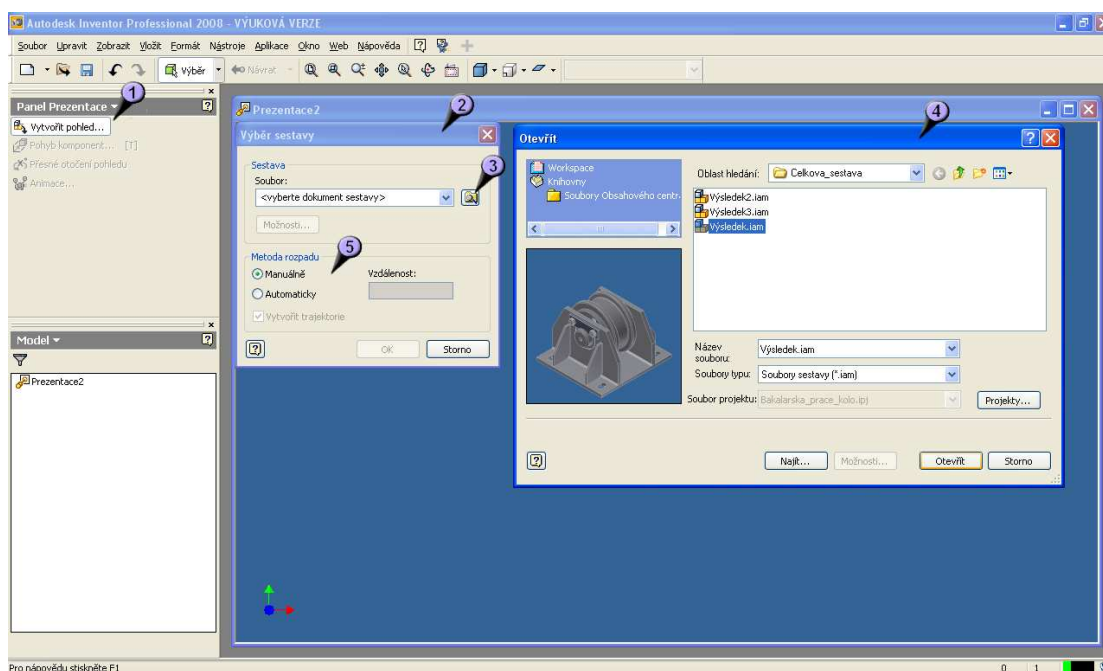 Autodesk Inventor Professional 2008 - VÝUKOVÁ VERZE
Soubor Upravit Zobrazit Vložit Formát Nástroje Aplikace Okno Web Nápověda
Výběr Návrat
Panel Prezentace
1
Vytvořit pohled...
Pohyb komponent... [T]
Přesné otočení pohledu
Animace...
Model
Prezentace2
Prezentace2
2
Výběr sestavy
Sestava
3
Soubor:
<vyberte dokument sestavy>
Možnosti...
5
Metoda rozpadu
Manuálně Vzdálenost:
Automaticky
Vytvořit trajektorie
OK Storno
4
Otevřít
Workspace
Knihovny
Soubory Obsahového centr
Oblast hledání: Celkova_sestava
Výsledek2.iam
Výsledek3.iam
Výsledek.iam
Název souboru: Výsledek.iam
Soubory typu: Soubory sestavy (*.iam)
Soubor projektu: Bakalarska_prace_kolo.ipj Projekty...
Najít... Možnosti... Otevřít Storno
Pro nápovědu stiskněte F1 0 1